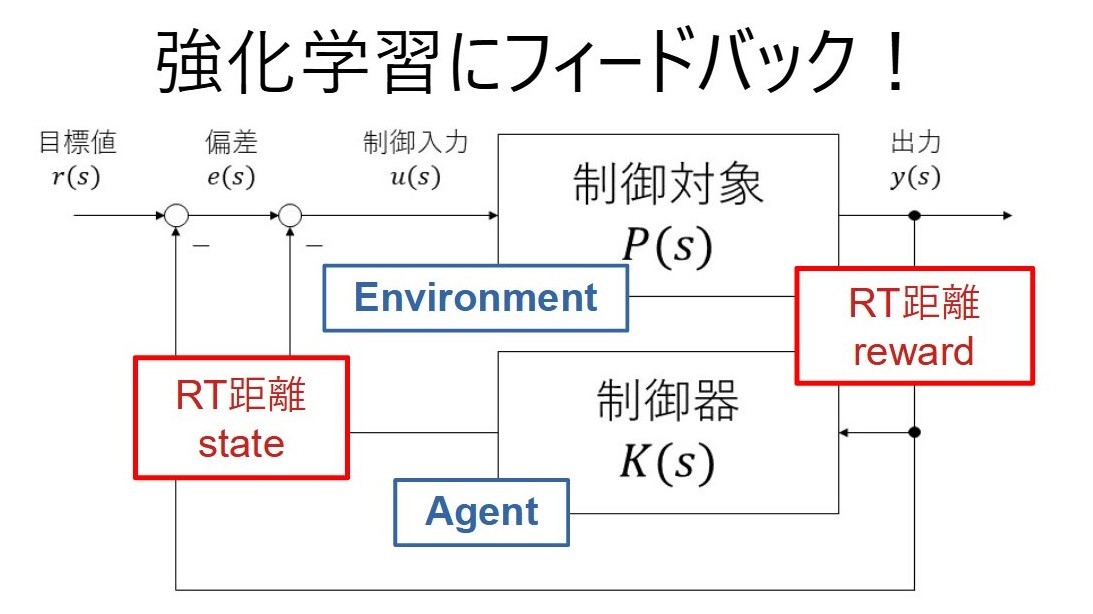 強化学習にフィードバック!
目標値
r(s)
偏差
e(s)
制御入力
u(s)
制御対象
P(s)
出力
y(s)
−
−
Environment
RT距離
reward
RT距離
state
制御器
K(s)
Agent